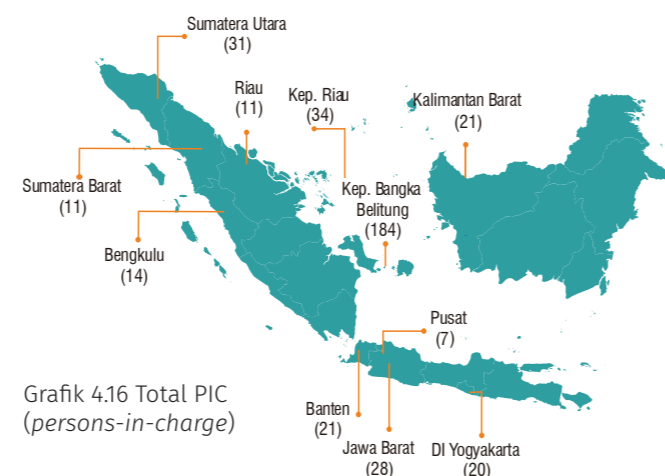 Sumatera Utara
(31)
Riau
(11)
Kep. Riau
(34)
Kalimantan Barat
(21)
Sumatera Barat
(11)
Kep. Bangka
Belitung
(184)
Bengkulu
(14)
Pusat
(7)
Grafik 4.16 Total PIC
(persons-in-charge)
Banten
(21)
Jawa Barat
(28)
DI Yogyakarta
(20)